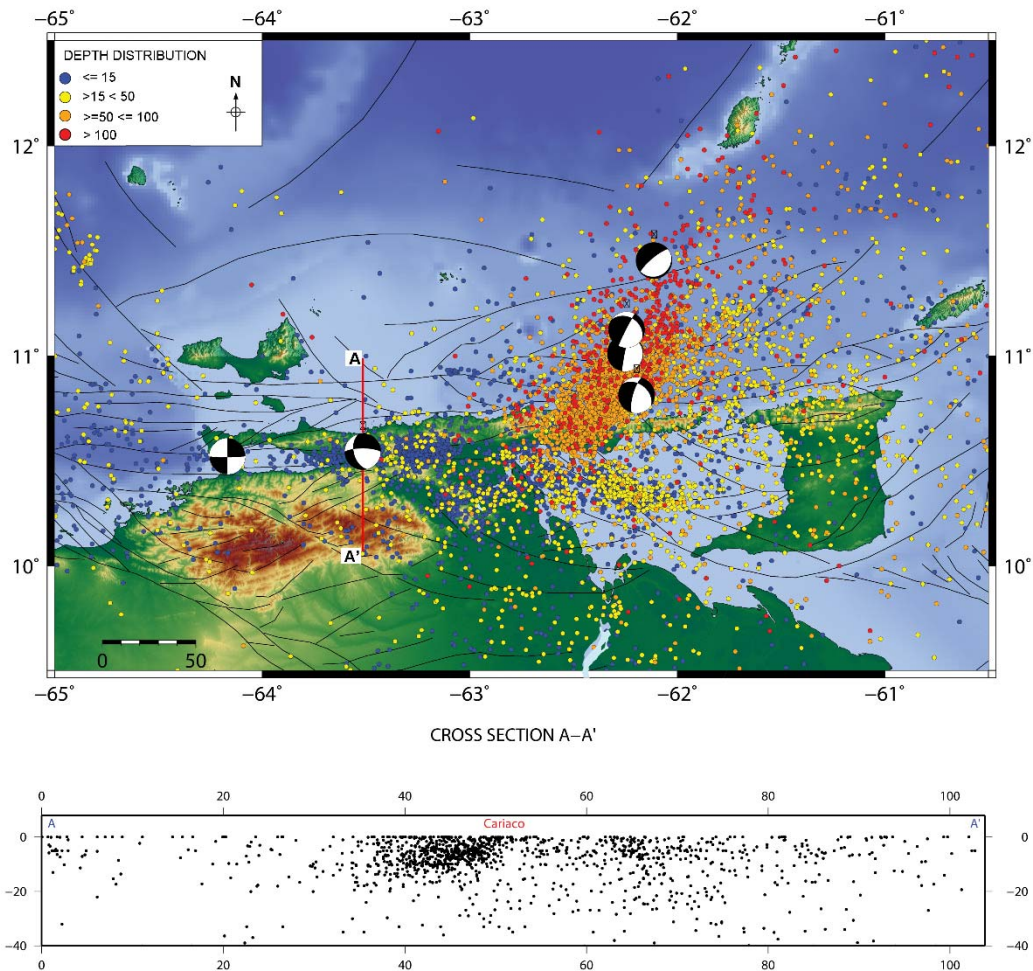 −65˚ −64˚ −63˚ −62˚ −61˚
DEPTH DISTRIBUTION
<= 15
>15 < 50
>=50 <= 100
> 100
N
12˚ 12˚
11˚ 11˚
A
A'
10˚ 10˚
0 50
−65˚ −64˚ −63˚ −62˚ −61˚
CROSS SECTION A−A'
0 20 40 60 80 100
A Cariaco A'
0 0
−20 −20
−40 −40
0 20 40 60 80 100